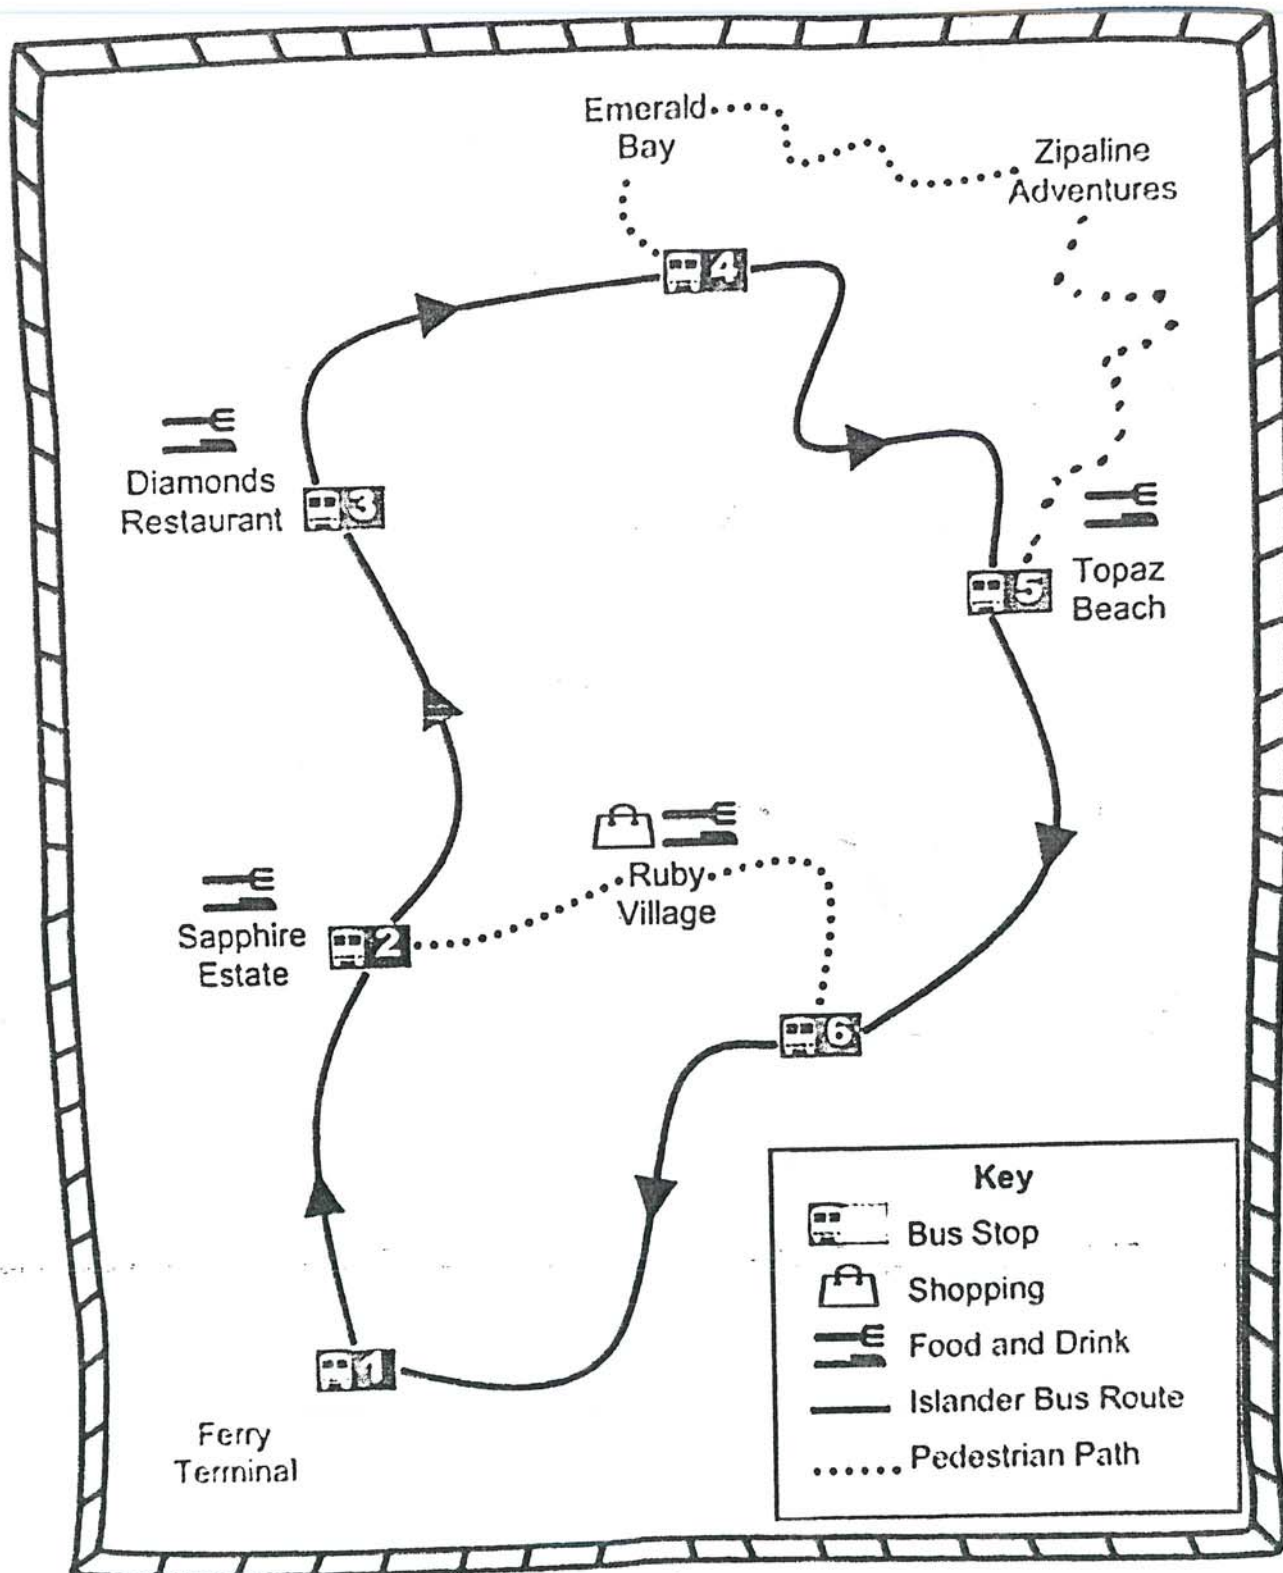 Emerald
Bay
Zipaline
Adventures
4
Diamonds
Restaurant
3
5
Topaz
Beach
Ruby
Village
Sapphire
Estate
2
6
1
Ferry
Terminal
Key
Bus Stop
Shopping
Food and Drink
Islander Bus Route
Pedestrian Path